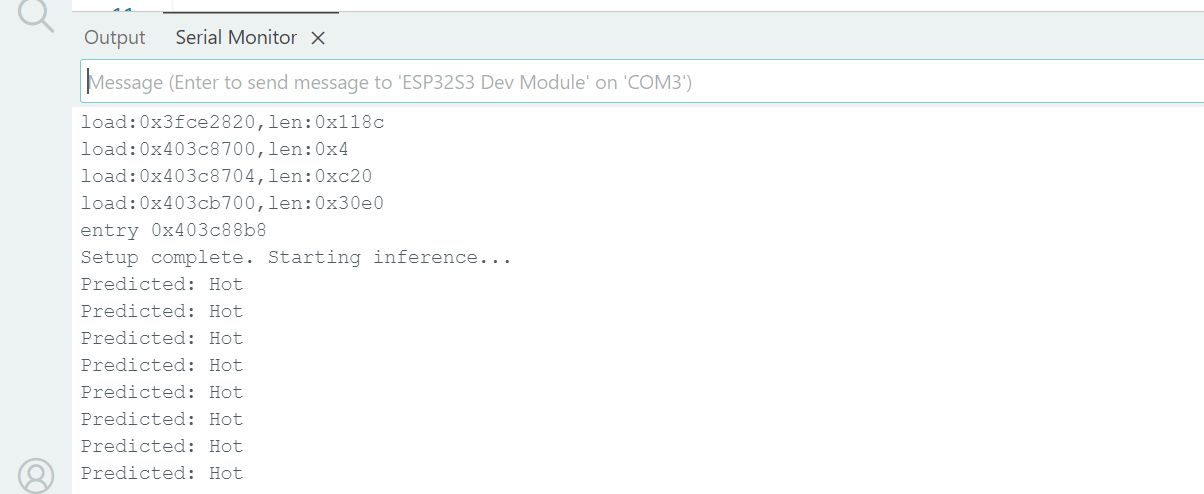 Output Serial Monitor
Message (Enter to send message to 'ESP32S3 Dev Module' on 'COM3')
load:0x3fce2820,len:0x118c
load:0x403c8700,len:0x4
load:0x403c8704,len:0xc20
load:0x403cb700,len:0x30e0
entry 0x403c88b8
Setup complete. Starting inference...
Predicted: Hot
Predicted: Hot
Predicted: Hot
Predicted: Hot
Predicted: Hot
Predicted: Hot
Predicted: Hot
Predicted: Hot